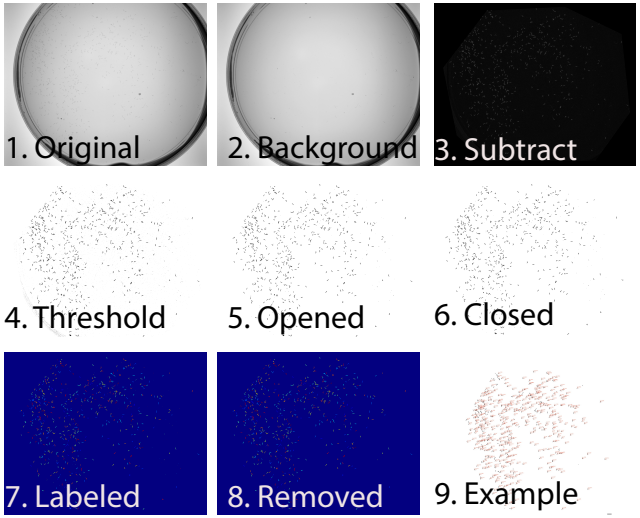 1. Original
2. Background
3. Subtract
4. Threshold
5. Opened
6. Closed
7. Labeled
8. Removed
9. Example